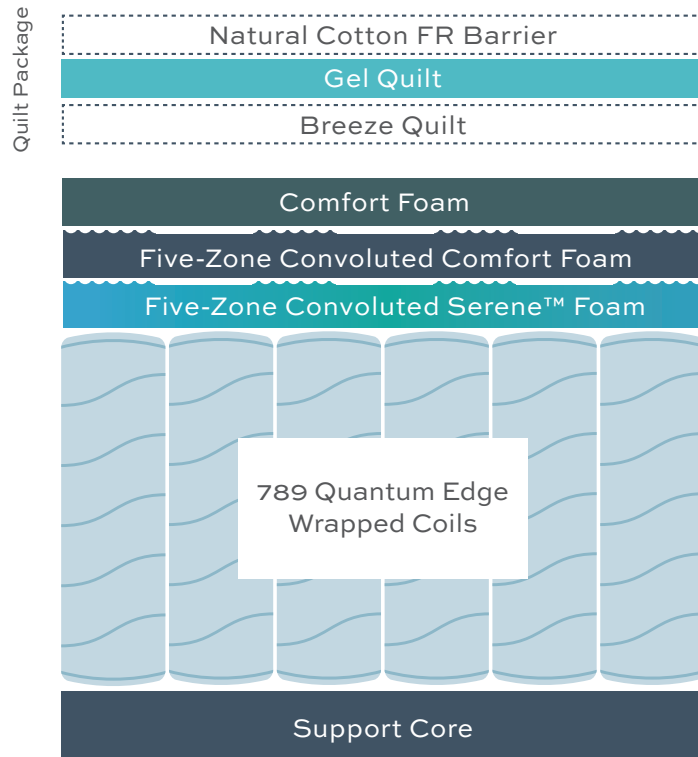 Quilt Package
Natural Cotton FR Barrier
Gel Quilt
Breeze Quilt
Comfort Foam
Five-Zone Convoluted Comfort Foam
Five-Zone Convoluted Serene™ Foam
789 Quantum Edge
Wrapped Coils
Support Core